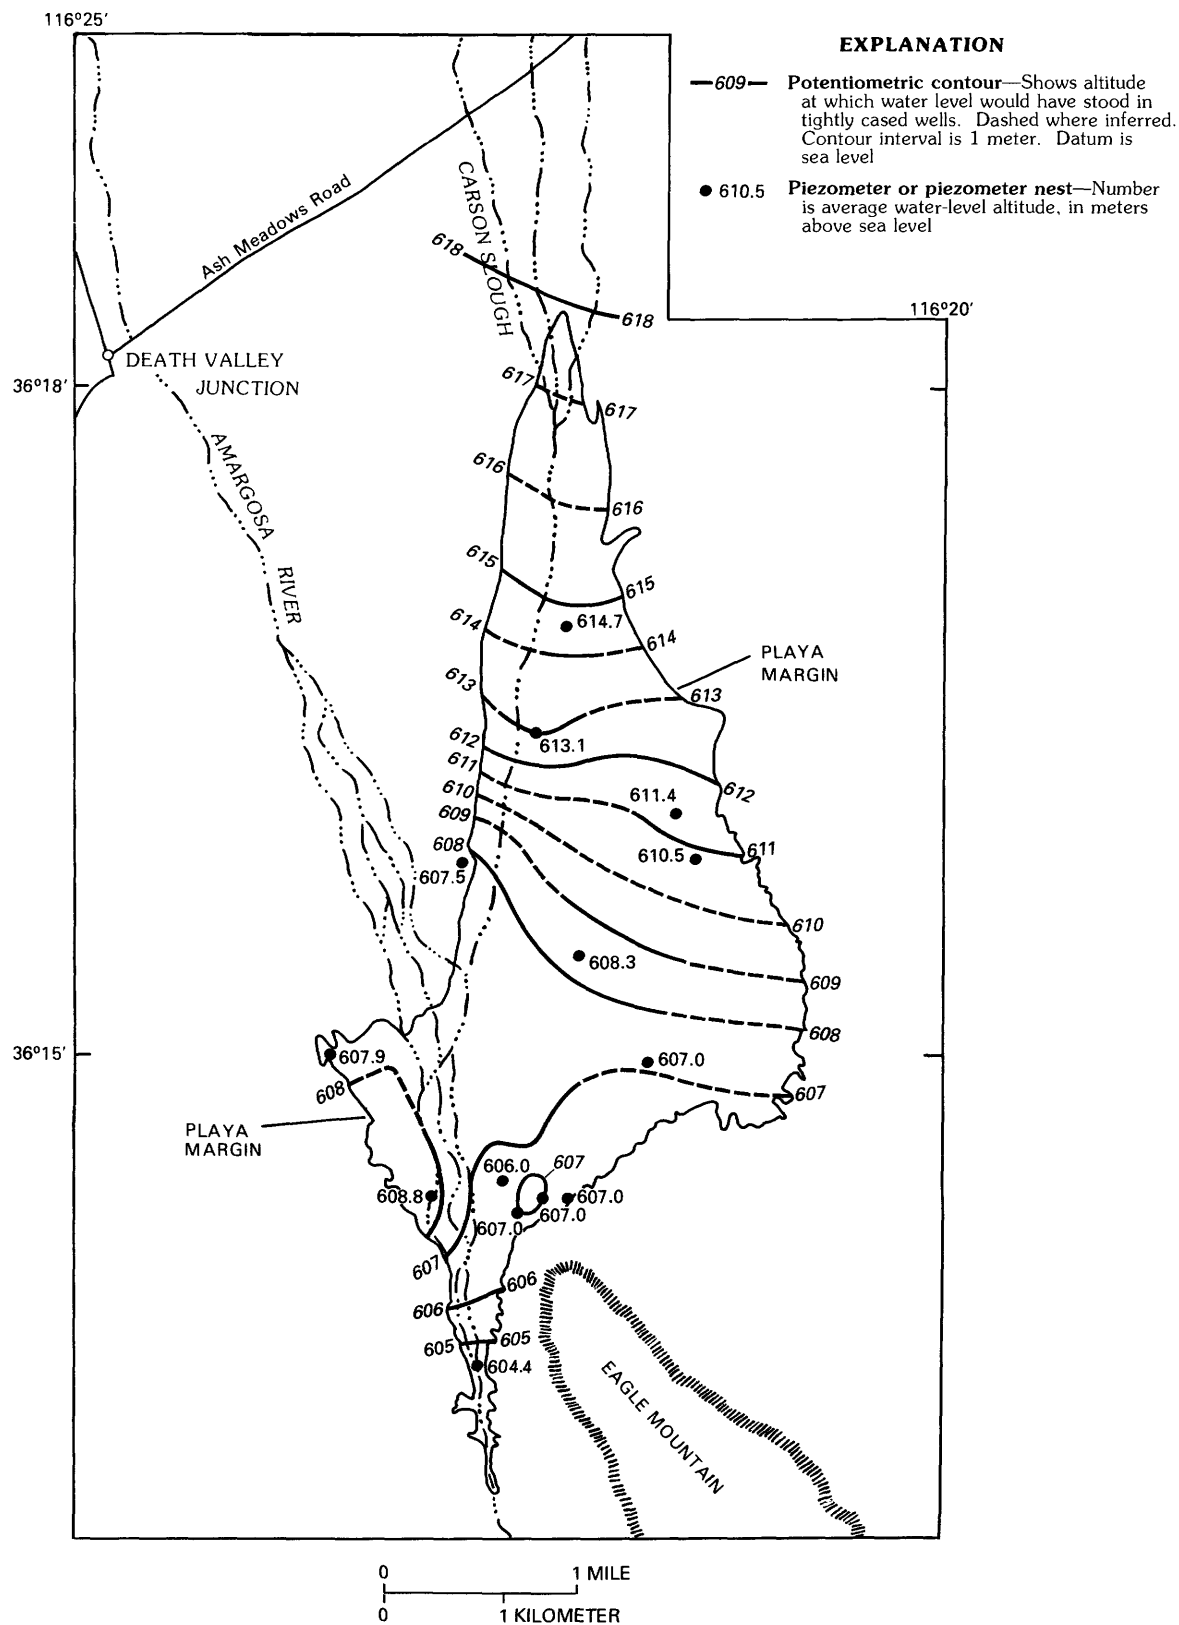 116°25'
EXPLANATION
609
Potentiometric contour—Shows altitude
at which water level would have stood in
tightly cased wells. Dashed where inferred.
Contour interval is 1 meter. Datum is
sea level
610.5
Piezometer or piezometer nest—Number
is average water-level altitude, in meters
above sea level
Ash Meadows Road
CARSON SLOUGH
618
618
116°20'
DEATH VALLEY
JUNCTION
36°18'
617
617
AMARGOSA
RIVER
616
616
615
615
614.7
614
614
PLAYA
MARGIN
613
613
613.1
612
612
611
611.4
610
609
611
610.5
608
607.5
610
608.3
609
608
36°15'
607.9
607.0
608
607
PLAYA
MARGIN
606.0
607
608.8
607.0
607.0
607.0
607
606
606
605
605
604.4
EAGLE MOUNTAIN
0
1 MILE
0
1 KILOMETER